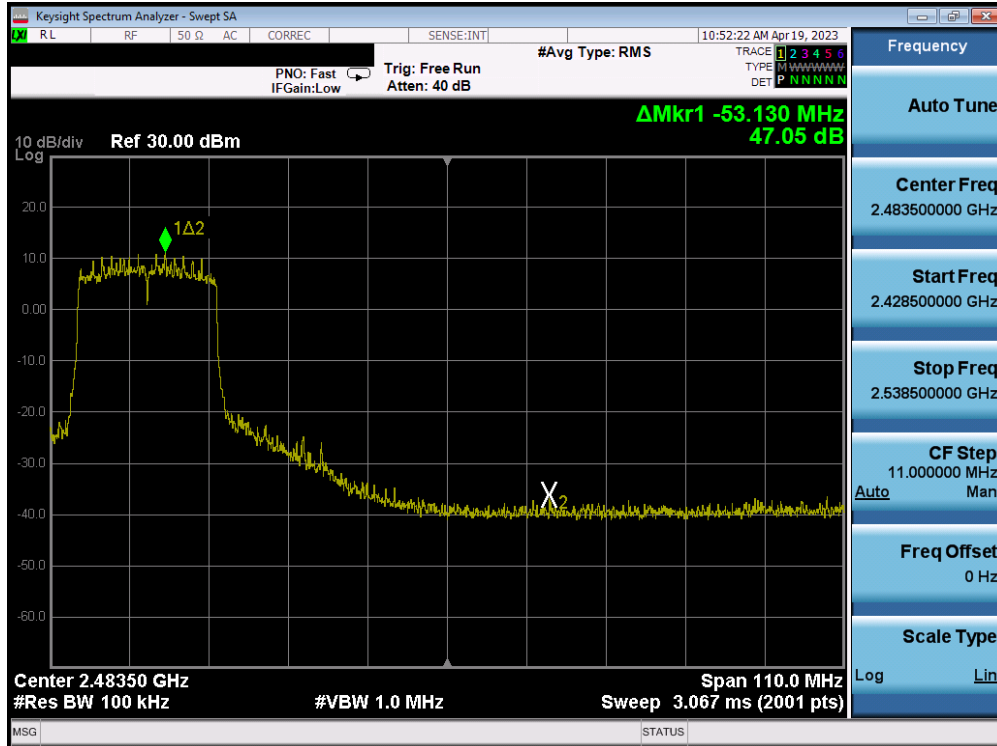 Keysight Spectrum Analyzer - Swept SA
LXI RL RF 50 Ω AC CORREC SENSE:INT 10:52:22 AM Apr 19, 2023
#Avg Type: RMS TRACE 1 2 3 4 5 6
PNO: Fast Trig: Free Run TYPE M WWWWW
IFGain:Low Atten: 40 dB DET P N N N N N
ΔMkr1 -53.130 MHz
47.05 dB
10 dB/div Ref 30.00 dBm
Log
20.0
1Δ2
10.0
0.00
-10.0
-20.0
-30.0
X2
-40.0
-50.0
-60.0
Center 2.48350 GHz Span 110.0 MHz
#Res BW 100 kHz #VBW 1.0 MHz Sweep 3.067 ms (2001 pts)
MSG STATUS
Frequency
Auto Tune
Center Freq
2.483500000 GHz
Start Freq
2.428500000 GHz
Stop Freq
2.538500000 GHz
CF Step
11.000000 MHz
Auto Man
Freq Offset
0 Hz
Scale Type
Log Lin